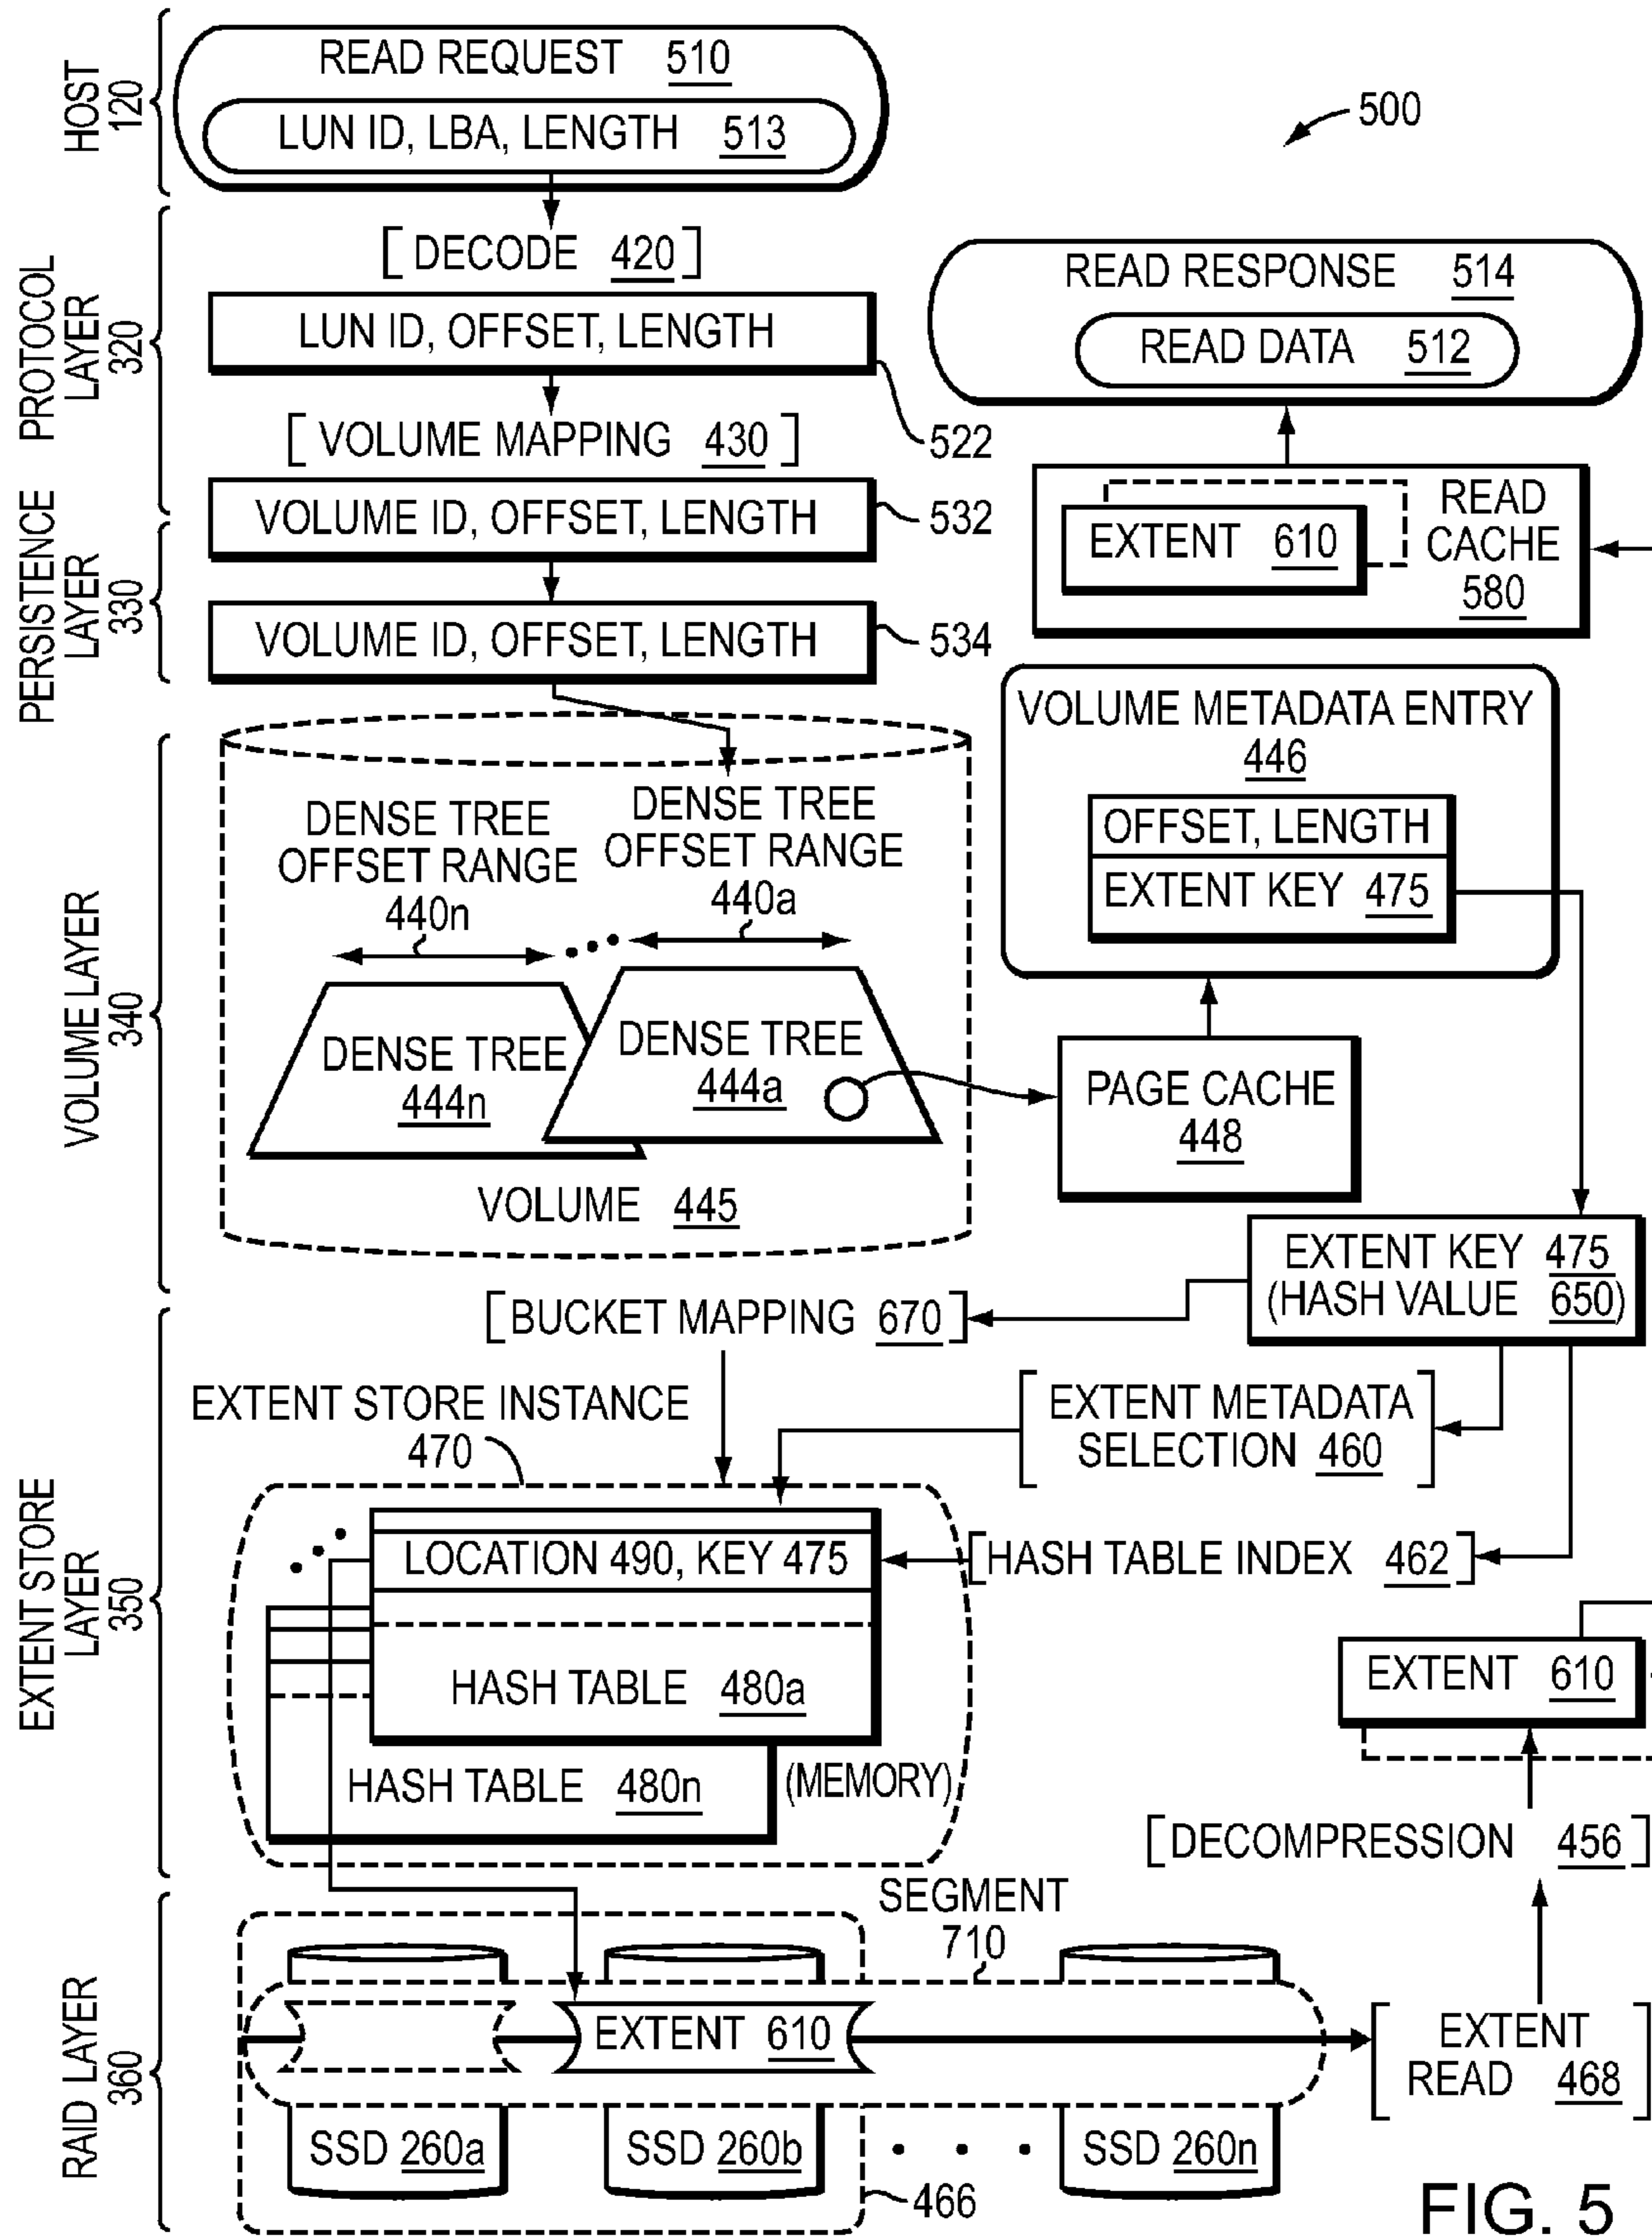 HOST
120
READ REQUEST 510
LUN ID, LBA, LENGTH 513
500
PROTOCOL
LAYER
320
[DECODE 420]
LUN ID, OFFSET, LENGTH
522
[VOLUME MAPPING 430]
VOLUME ID, OFFSET, LENGTH
532
READ RESPONSE 514
READ DATA 512
EXTENT 610
READ
CACHE
580
PERSISTENCE
LAYER
330
VOLUME ID, OFFSET, LENGTH
534
VOLUME LAYER
340
DENSE TREE
OFFSET RANGE
440n
DENSE TREE
OFFSET RANGE
440a
DENSE TREE
444n
DENSE TREE
444a
VOLUME 445
VOLUME METADATA ENTRY
446
OFFSET, LENGTH
EXTENT KEY 475
PAGE CACHE
448
EXTENT KEY 475
(HASH VALUE 650)
EXTENT STORE
LAYER
350
[BUCKET MAPPING 670]
EXTENT STORE INSTANCE
470
[EXTENT METADATA
SELECTION 460]
LOCATION 490, KEY 475
[HASH TABLE INDEX 462]
HASH TABLE 480a
HASH TABLE 480n
(MEMORY)
EXTENT 610
[DECOMPRESSION 456]
RAID LAYER
360
SEGMENT
710
EXTENT 610
[EXTENT
READ 468]
SSD 260a
SSD 260b
SSD 260n
466
FIG. 5